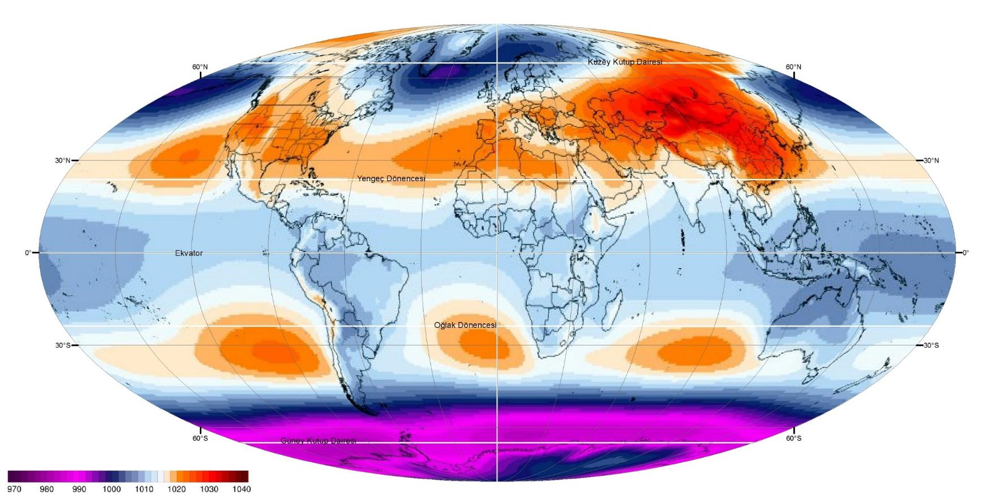 60°N
60°N
Kuzey Kutup Dairesi
30°N
30°N
Yengeç Dönencesi
0°
Ekvator
0°
Oğlak Dönencesi
30°S
30°S
60°S
60°S
Güney Kutup Dairesi
970 980 990 1000 1010 1020 1030 1040